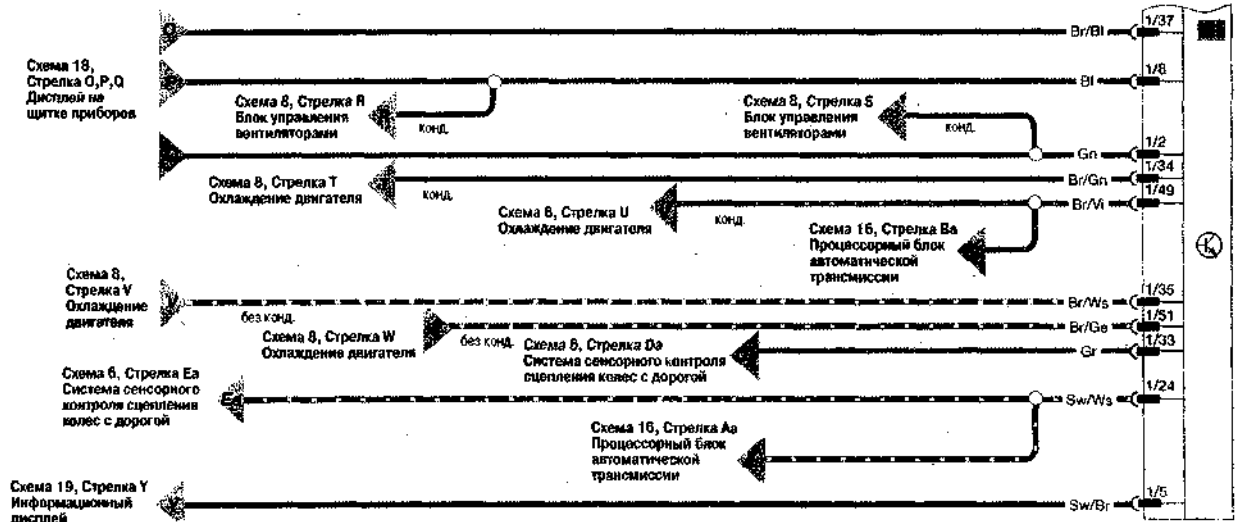 Br/Bl
1/37
Схема 18,
Стрелка O,P,Q
Дисплей на
щитке приборов
Bl
1/8
Схема 8, Стрелка R
Блок управления
вентиляторами
конд.
Схема 8, Стрелка S
Блок управления
вентиляторами
конд.
Gn
1/2
Схема 8, Стрелка T
Охлаждение двигателя
конд.
Br/Gn
1/34
Схема 8, Стрелка U
Охлаждение двигателя
конд.
Br/Vi
1/49
Схема 16, Стрелка Ba
Процессорный блок
автоматической
трансмиссии
Схема 8,
Стрелка V
Охлаждение
двигателя
V
без конд.
Br/Ws
1/35
Схема 8, Стрелка W
Охлаждение двигателя
без конд.
Br/Ge
1/51
Схема 6, Стрелка Da
Система сенсорного контроля
сцепления колес с дорогой
Gr
1/33
Схема 6, Стрелка Ea
Система сенсорного
контроля сцепления
колес с дорогой
Ea
Sw/Ws
1/24
Схема 16, Стрелка Aa
Процессорный блок
автоматической
трансмиссии
Схема 19, Стрелка Y
Информационный
дисплей
Y
Sw/Br
1/5